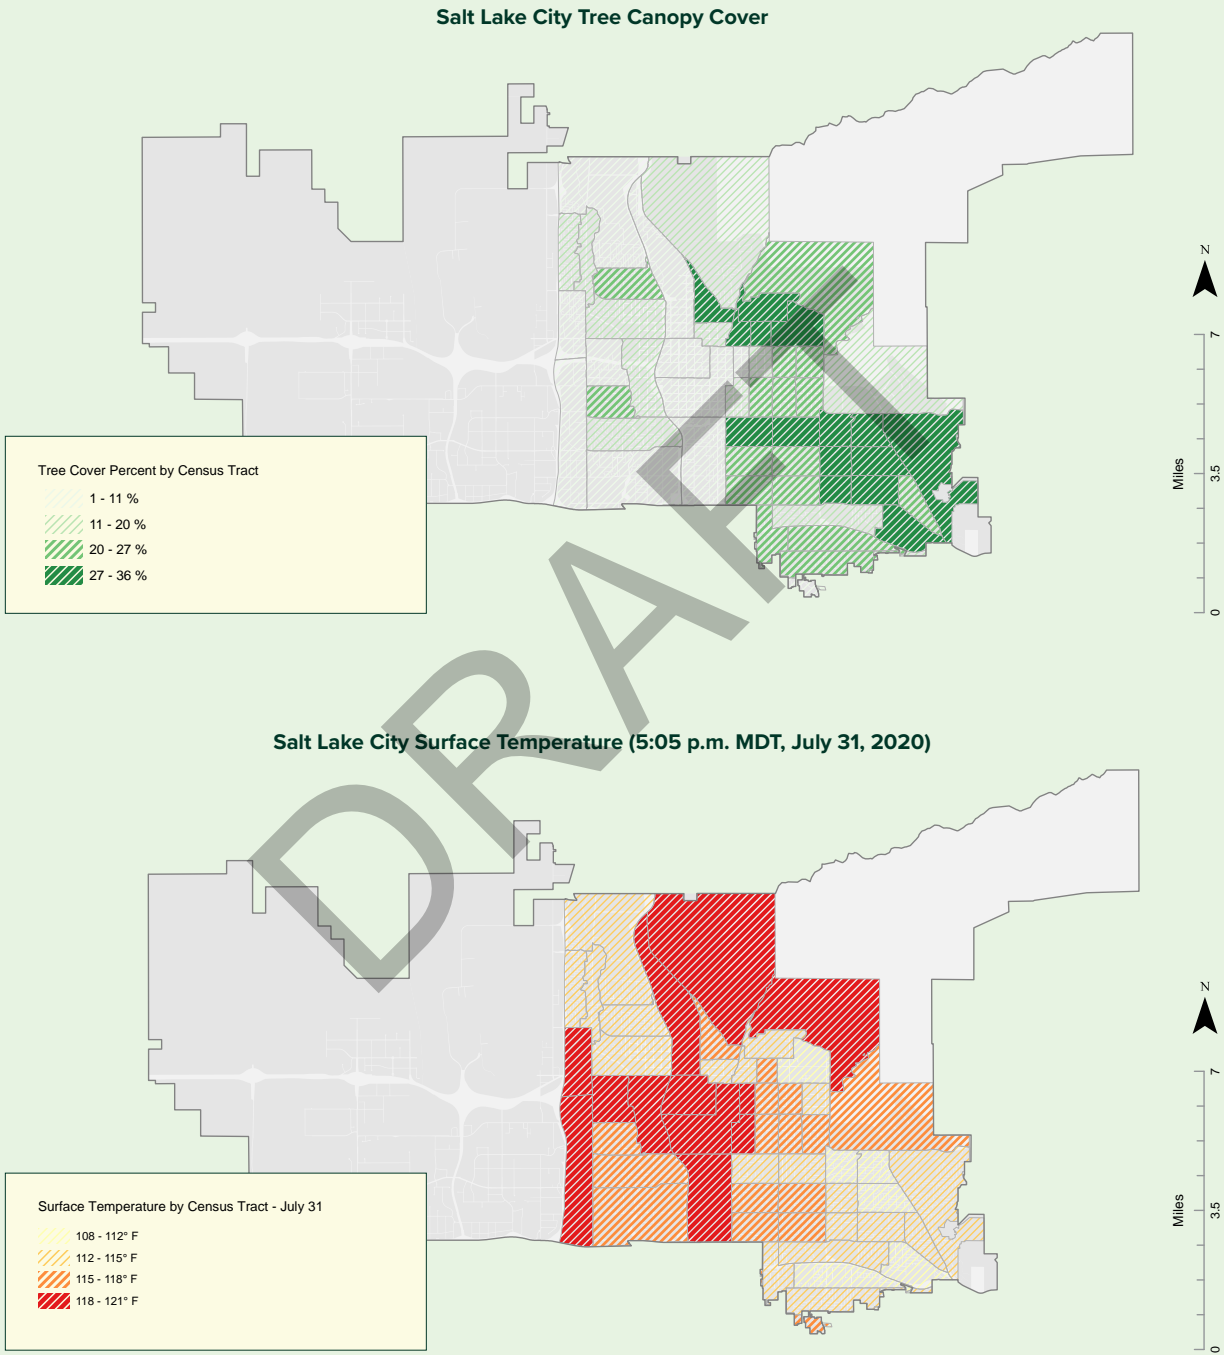 Salt Lake City Tree Canopy Cover
N
7
3.5
0
Miles
Tree Cover Percent by Census Tract
1 - 11 %
11 - 20 %
20 - 27 %
27 - 36 %
DRAFT
Salt Lake City Surface Temperature (5:05 p.m. MDT, July 31, 2020)
N
7
3.5
0
Miles
Surface Temperature by Census Tract - July 31
108 - 112° F
112 - 115° F
115 - 118° F
118 - 121° F